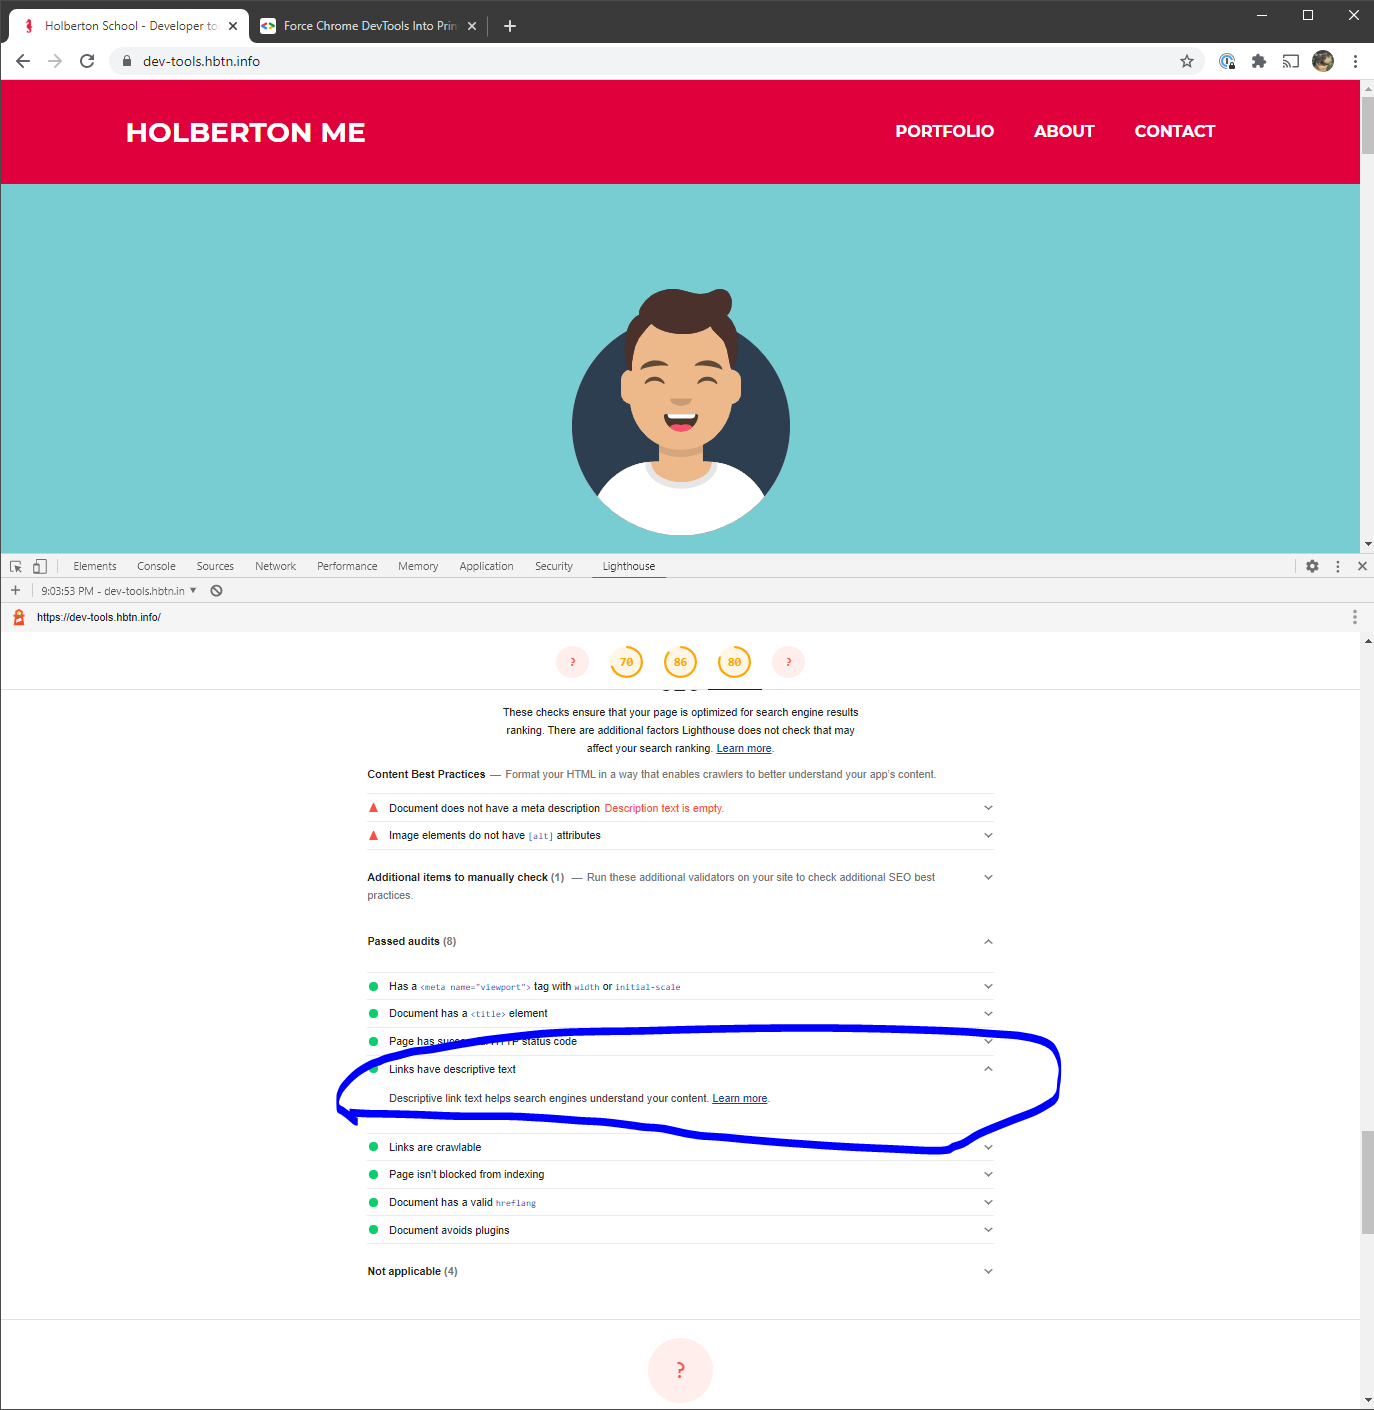 Holberton School - Developer to
Force Chrome DevTools Into Prin
dev-tools.hbtn.info
HOLBERTON ME
PORTFOLIO ABOUT CONTACT
Elements Console Sources Network Performance Memory Application Security Lighthouse
9:03:53 PM - dev-tools.hbtn.in
https://dev-tools.hbtn.info/
? 70 86 80 ?
These checks ensure that your page is optimized for search engine results
ranking. There are additional factors Lighthouse does not check that may
affect your search ranking. Learn more.
Content Best Practices — Format your HTML in a way that enables crawlers to better understand your app's content.
Document does not have a meta description Description text is empty.
Image elements do not have [alt] attributes
Additional items to manually check (1) — Run these additional validators on your site to check additional SEO best
practices.
Passed audits (8)
Has a <meta name="viewport"> tag with width or initial-scale
Document has a <title> element
Page has HTTP status code
Links have descriptive text
Descriptive link text helps search engines understand your content. Learn more.
Links are crawlable
Page isn't blocked from indexing
Document has a valid hreflang
Document avoids plugins
Not applicable (4)
?